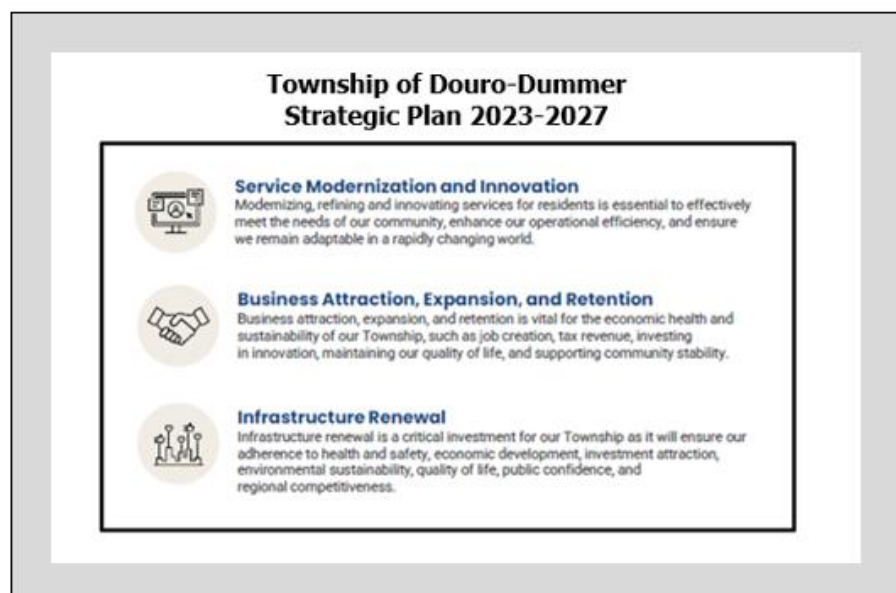 Township of Douro-Dummer
Strategic Plan 2023-2027
Service Modernization and Innovation
Modernizing, refining and innovating services for residents is essential to effectively
meet the needs of our community, enhance our operational efficiency, and ensure
we remain adaptable in a rapidly changing world.
Business Attraction, Expansion, and Retention
Business attraction, expansion, and retention is vital for the economic health and
sustainability of our Township, such as job creation, tax revenue, investing
in innovation, maintaining our quality of life, and supporting community stability.
Infrastructure Renewal
Infrastructure renewal is a critical investment for our Township as it will ensure our
adherence to health and safety, economic development, investment attraction,
environmental sustainability, quality of life, public confidence, and
regional competitiveness.